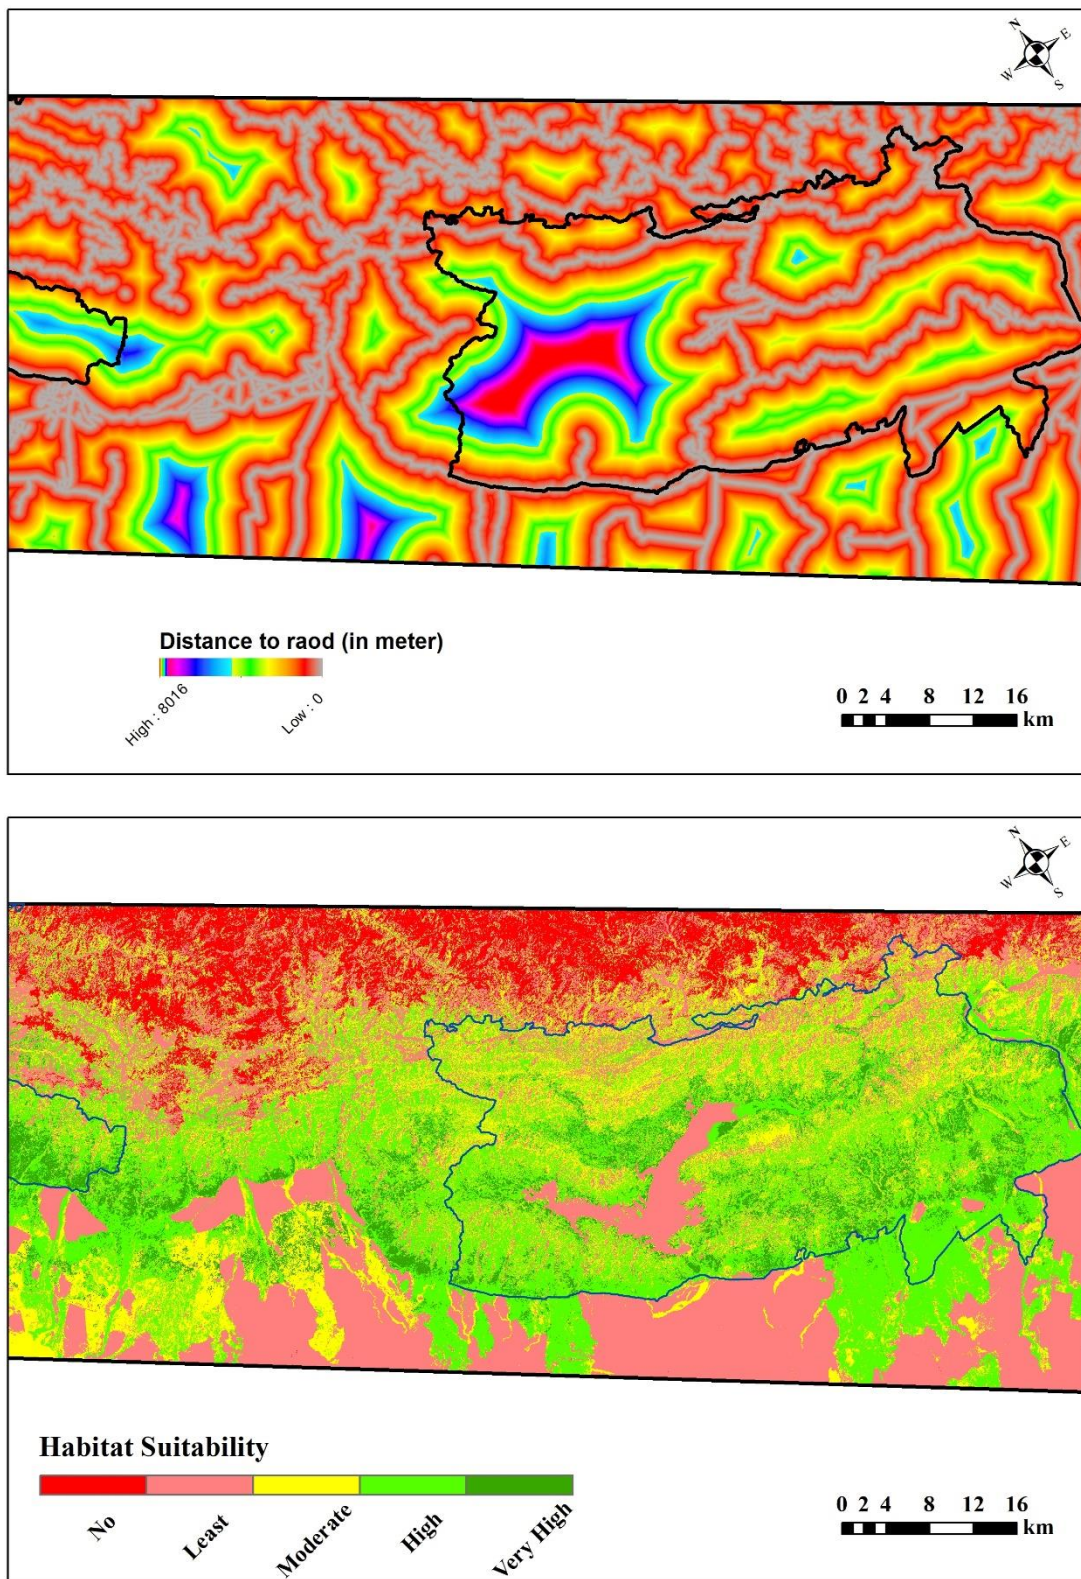 N
E
W
S
Distance to raod (in meter)
High : 8016
Low : 0
0 2 4 8 12 16
km
N
E
W
S
Habitat Suitability
No
Least
Moderate
High
Very High
0 2 4 8 12 16
km